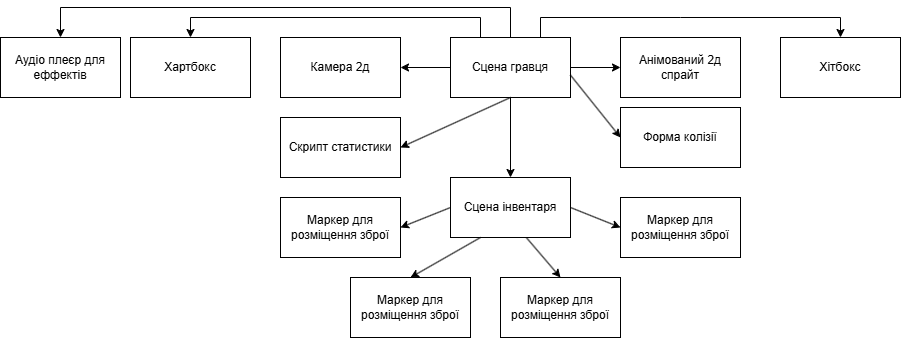 Аудіо плеєр для
еффектів
Хартбокс
Камера 2д
Сцена гравця
Анімований 2д
спрайт
Хітбокс
Скрипт статистики
Форма колізії
Сцена інвентаря
Маркер для
розміщення зброї
Маркер для
розміщення зброї
Маркер для
розміщення зброї
Маркер для
розміщення зброї